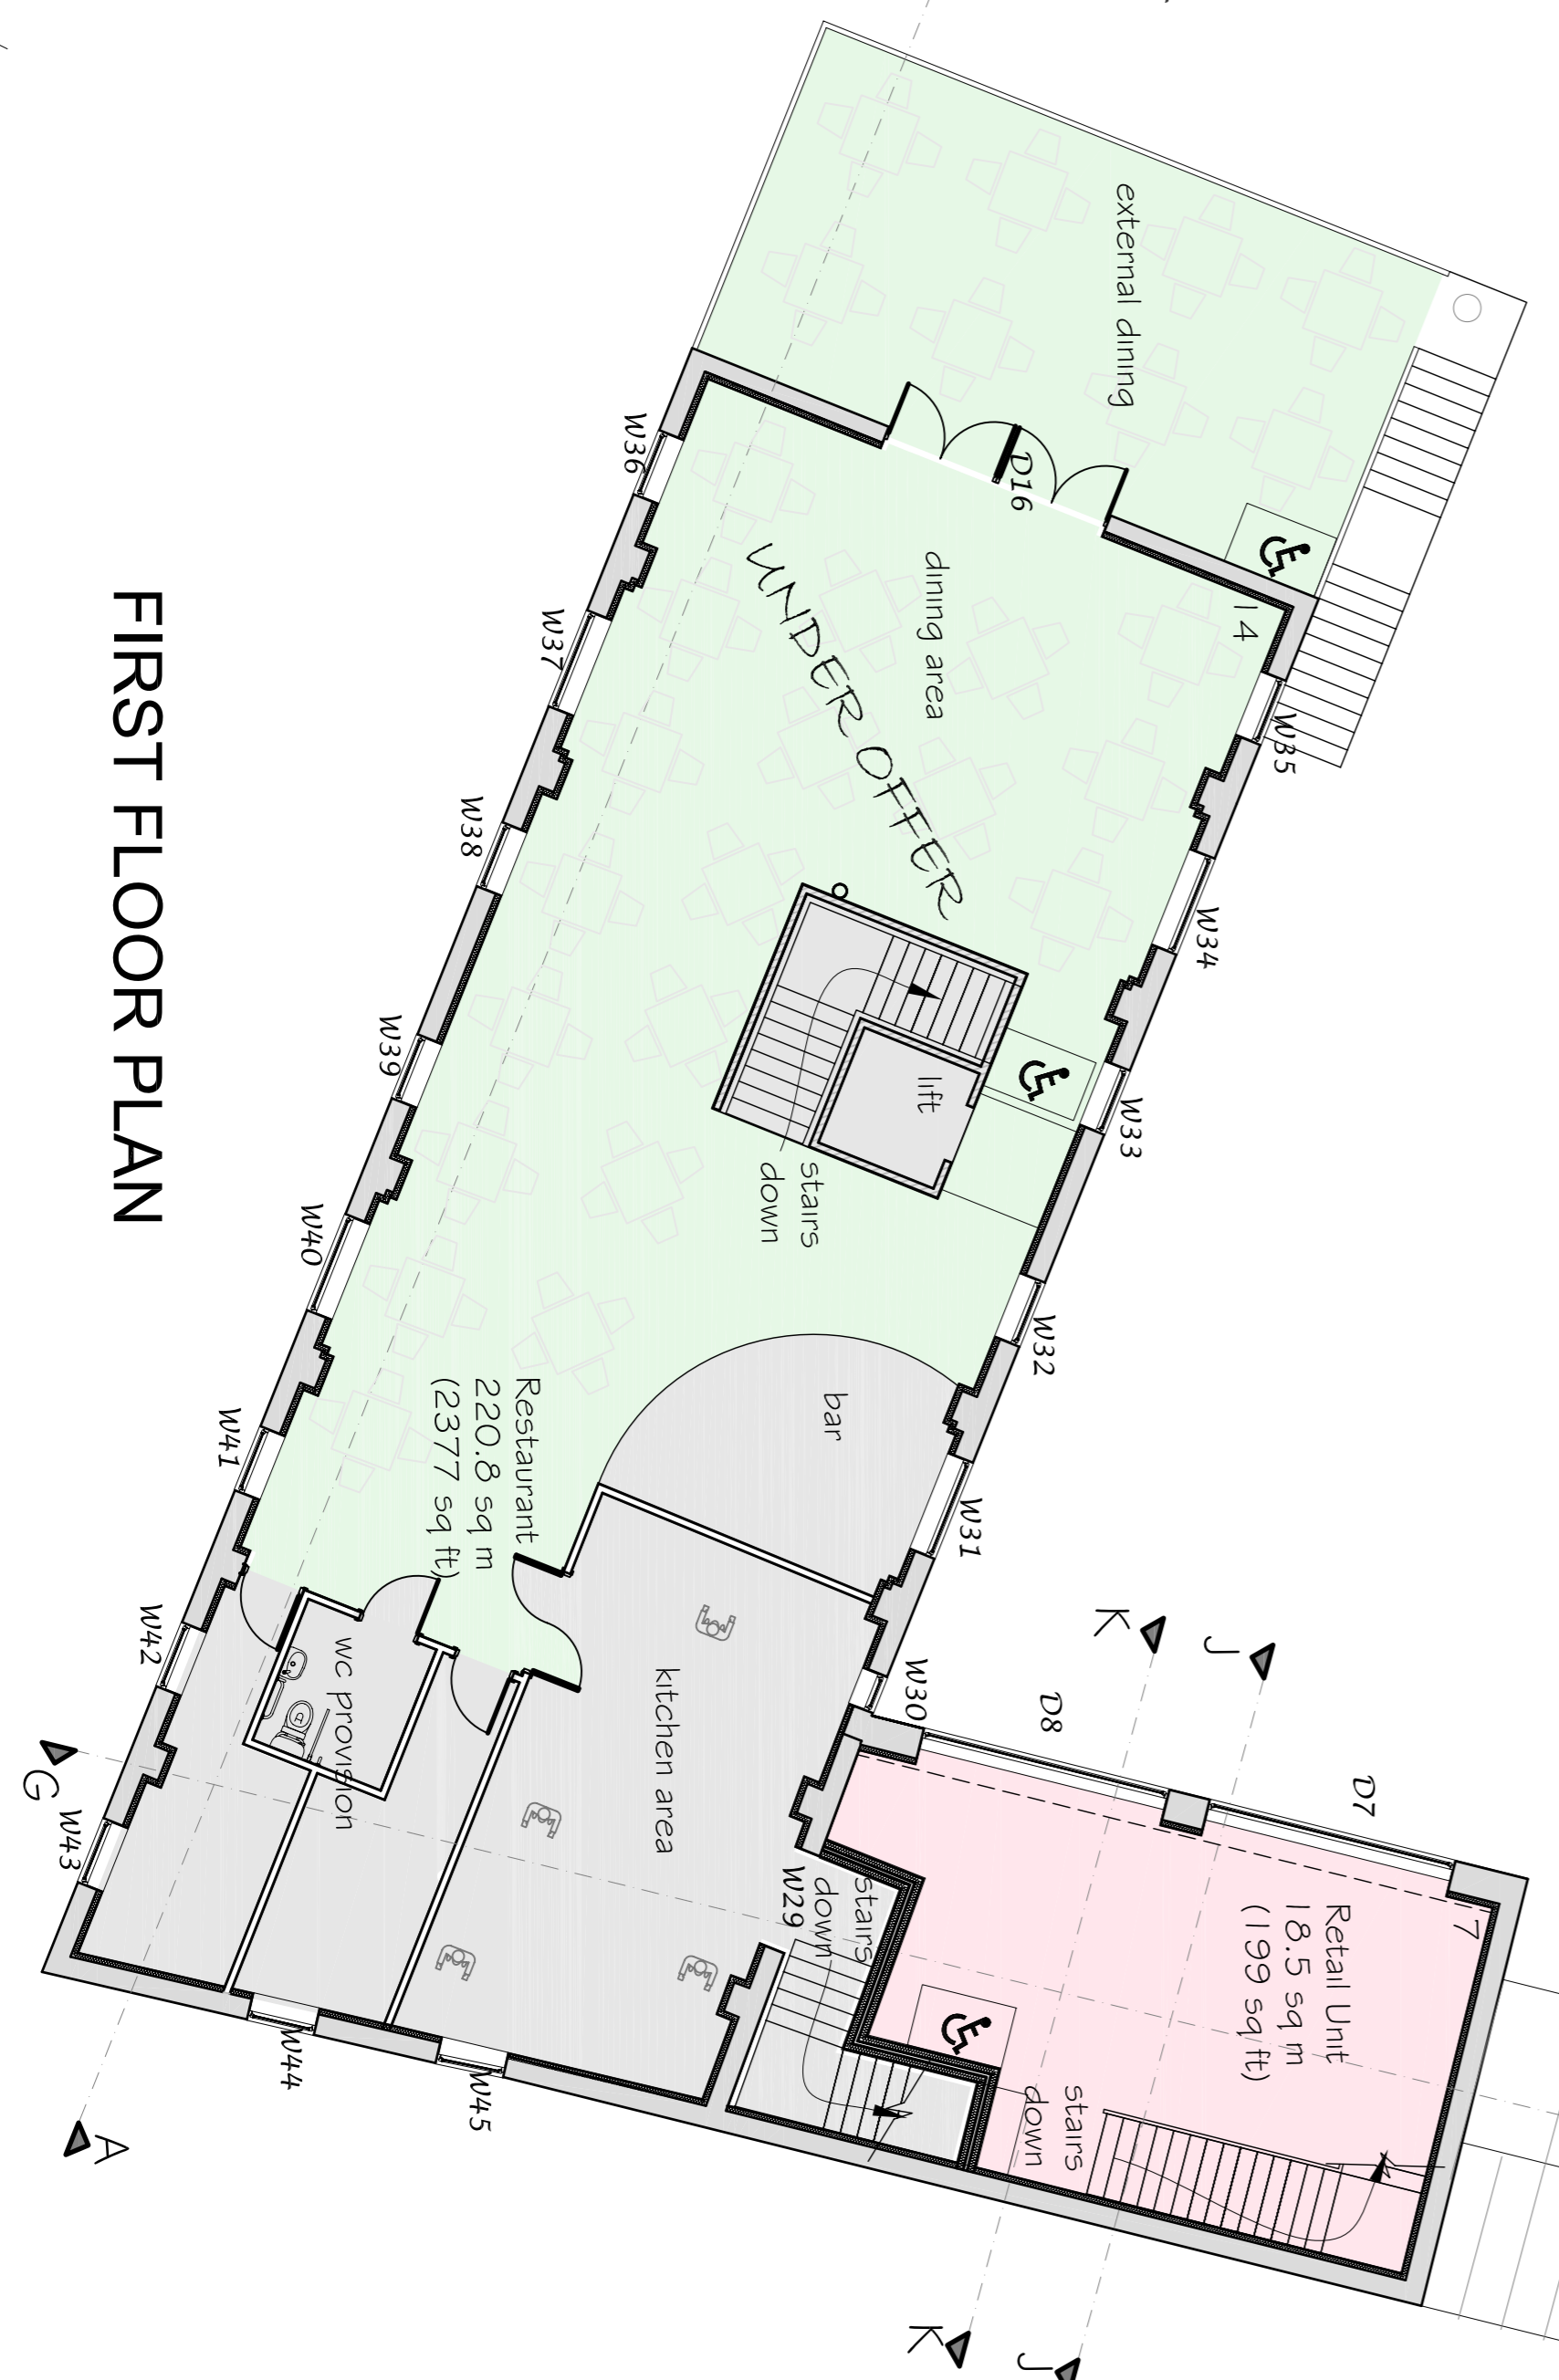 FIRST FLOOR PLAN
external dining
D16
14
dining area
UNDER OFFER
W35
W34
W33
W32
W31
W30
W36
W37
W38
W39
W40
W41
W42
W43
W44
W45
lift
stairs
down
bar
Restaurant
220.8 sq m
(2377 sq ft)
wc provision
kitchen area
stairs
down
W29
D8
D7
7
Retail Unit
18.5 sq m
(199 sq ft)
stairs
down
K
J
G
A
K
J